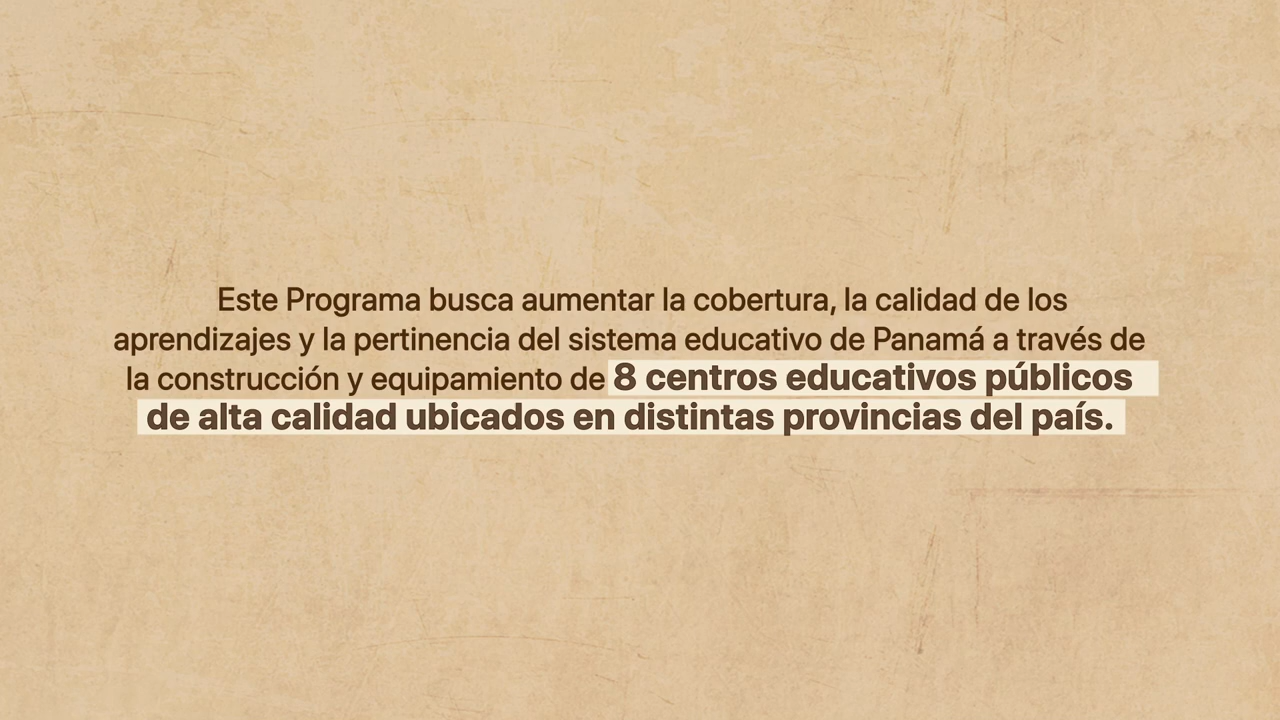 Este Programa busca aumentar la cobertura, la calidad de los
aprendizajes y la pertinencia del sistema educativo de Panamá a través de
la construcción y equipamiento de 8 centros educativos públicos
de alta calidad ubicados en distintas provincias del país.